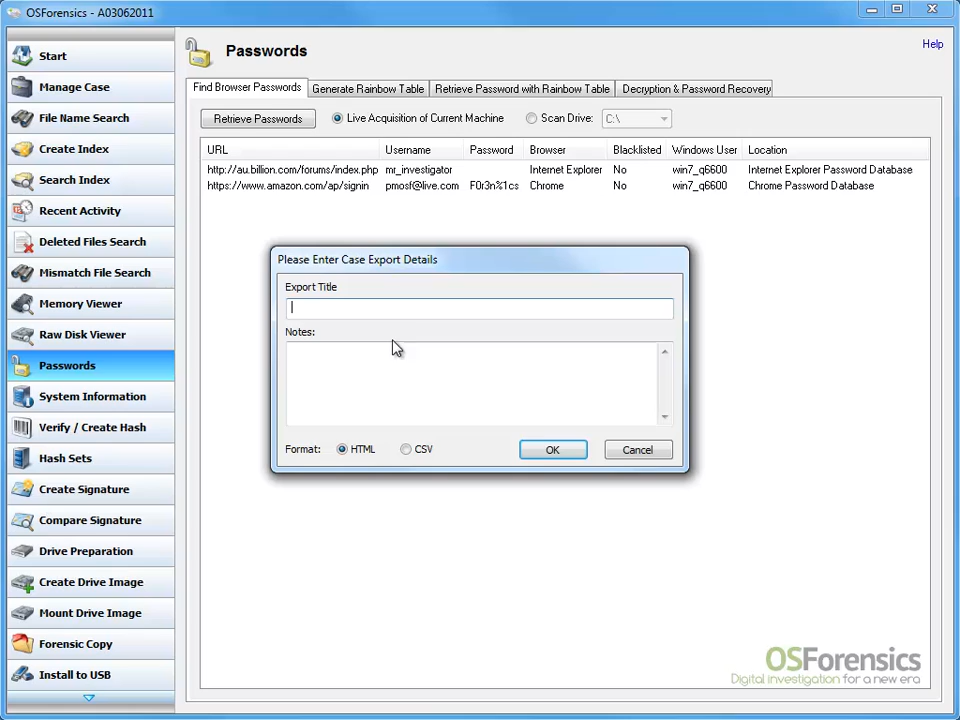 OSForensics - A03062011
Start
Manage Case
File Name Search
Create Index
Search Index
Recent Activity
Deleted Files Search
Mismatch File Search
Memory Viewer
Raw Disk Viewer
Passwords
System Information
Verify / Create Hash
Hash Sets
Create Signature
Compare Signature
Drive Preparation
Create Drive Image
Mount Drive Image
Forensic Copy
Install to USB
Passwords
Help
Find Browser Passwords Generate Rainbow Table Retrieve Password with Rainbow Table Decryption & Password Recovery
Retrieve Passwords Live Acquisition of Current Machine Scan Drive: C:\
URL Username Password Browser Blacklisted Windows User Location
http://au.billion.com/forums/index.php mr_investigator Internet Explorer No win7_q6600 Internet Explorer Password Database
https://www.amazon.com/ap/signin pmosf@live.com F0r3n%1cs Chrome No win7_q6600 Chrome Password Database
Please Enter Case Export Details
Export Title
Notes:
Format: HTML CSV OK Cancel
OSForensics
Digital investigation for a new era